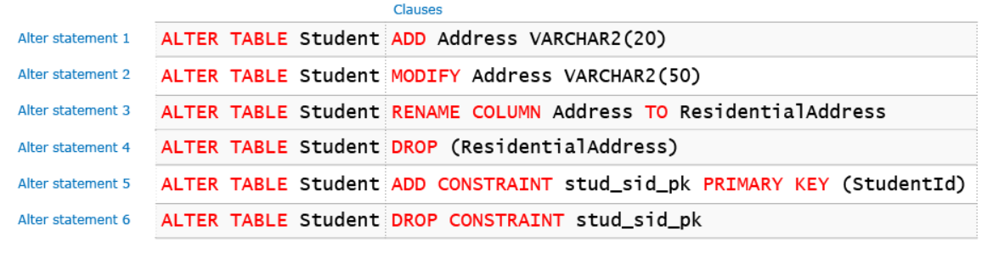 Clauses
Alter statement 1 ALTER TABLE Student ADD Address VARCHAR2(20)
Alter statement 2 ALTER TABLE Student MODIFY Address VARCHAR2(50)
Alter statement 3 ALTER TABLE Student RENAME COLUMN Address TO ResidentialAddress
Alter statement 4 ALTER TABLE Student DROP (ResidentialAddress)
Alter statement 5 ALTER TABLE Student ADD CONSTRAINT stud_sid_pk PRIMARY KEY (StudentId)
Alter statement 6 ALTER TABLE Student DROP CONSTRAINT stud_sid_pk